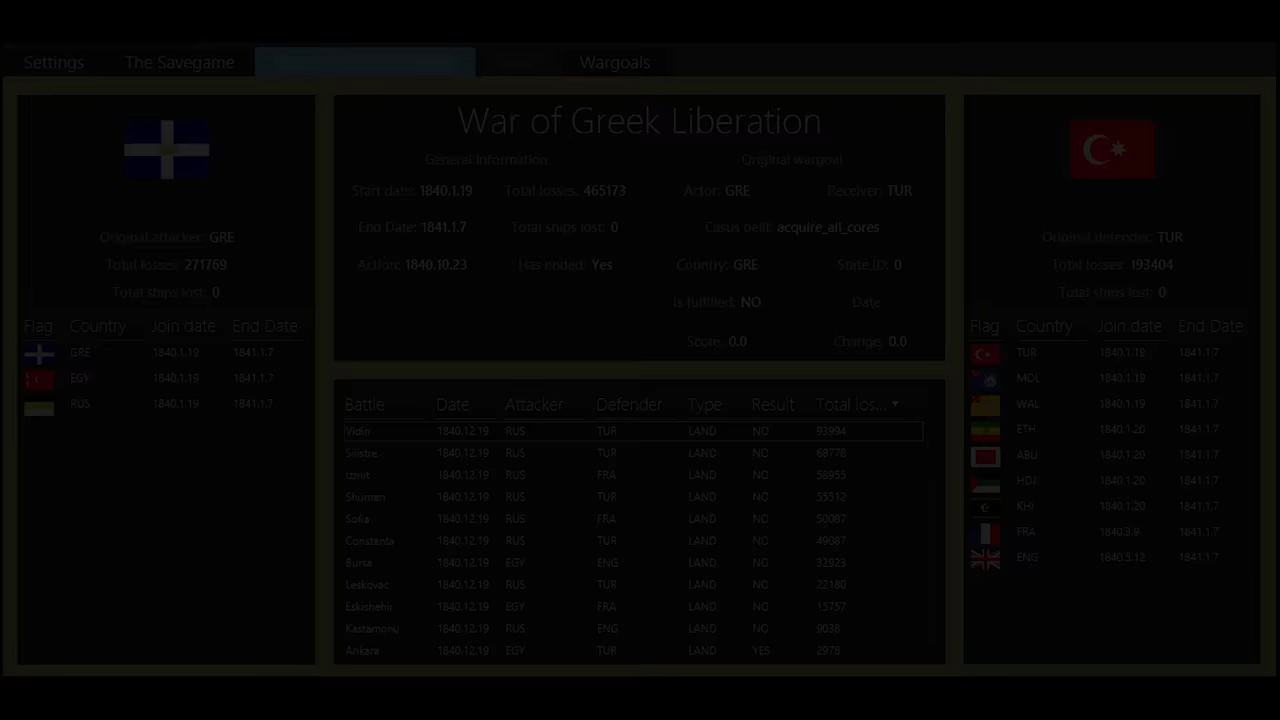 Settings
The Savegame
Wargoals
Original attacker: GRE
Total losses: 271769
Total ships lost: 0
Flag Country Join date End Date
GRE 1840.1.19 1841.1.7
EGY 1840.1.19 1841.1.7
RUS 1840.1.19 1841.1.7
War of Greek Liberation
General information
Original wargoal
Start date: 1840.1.19 Total losses: 465173 Actor: GRE Receiver: TUR
End Date: 1841.1.7 Total ships lost: 0 Casus belli: acquire_all_cores
Action: 1840.10.23 Has ended: Yes Country: GRE State ID: 0
Is fulfilled: NO Date
Score: 0.0 Change: 0.0
Battle Date Attacker Defender Type Result Total los...
Vidin 1840.12.19 RUS TUR LAND NO 93994
Silistre 1840.12.19 RUS TUR LAND NO 68778
Izmit 1840.12.19 RUS FRA LAND NO 58955
Shumen 1840.12.19 RUS TUR LAND NO 55512
Sofia 1840.12.19 RUS FRA LAND NO 50087
Constanta 1840.12.19 RUS TUR LAND NO 49087
Bursa 1840.12.19 EGY ENG LAND NO 32923
Leskovac 1840.12.19 RUS TUR LAND NO 22180
Eskishehir 1840.12.19 EGY FRA LAND NO 15757
Kastamonu 1840.12.19 RUS ENG LAND NO 9038
Ankara 1840.12.19 EGY TUR LAND YES 2978
Original defender: TUR
Total losses: 193404
Total ships lost: 0
Flag Country Join date End Date
TUR 1840.1.19 1841.1.7
MOL 1840.1.19 1841.1.7
WAL 1840.1.19 1841.1.7
ETH 1840.1.20 1841.1.7
ABU 1840.1.20 1841.1.7
HDJ 1840.1.20 1841.1.7
KHI 1840.1.20 1841.1.7
FRA 1840.3.9 1841.1.7
ENG 1840.3.12 1841.1.7